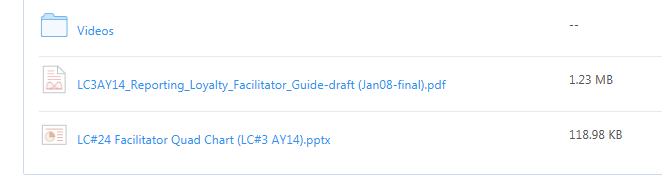 Videos --
LC3AY14_Reporting_Loyalty_Facilitator_Guide-draft (Jan08-final).pdf 1.23 MB
LC#24 Facilitator Quad Chart (LC#3 AY14).pptx 118.98 KB